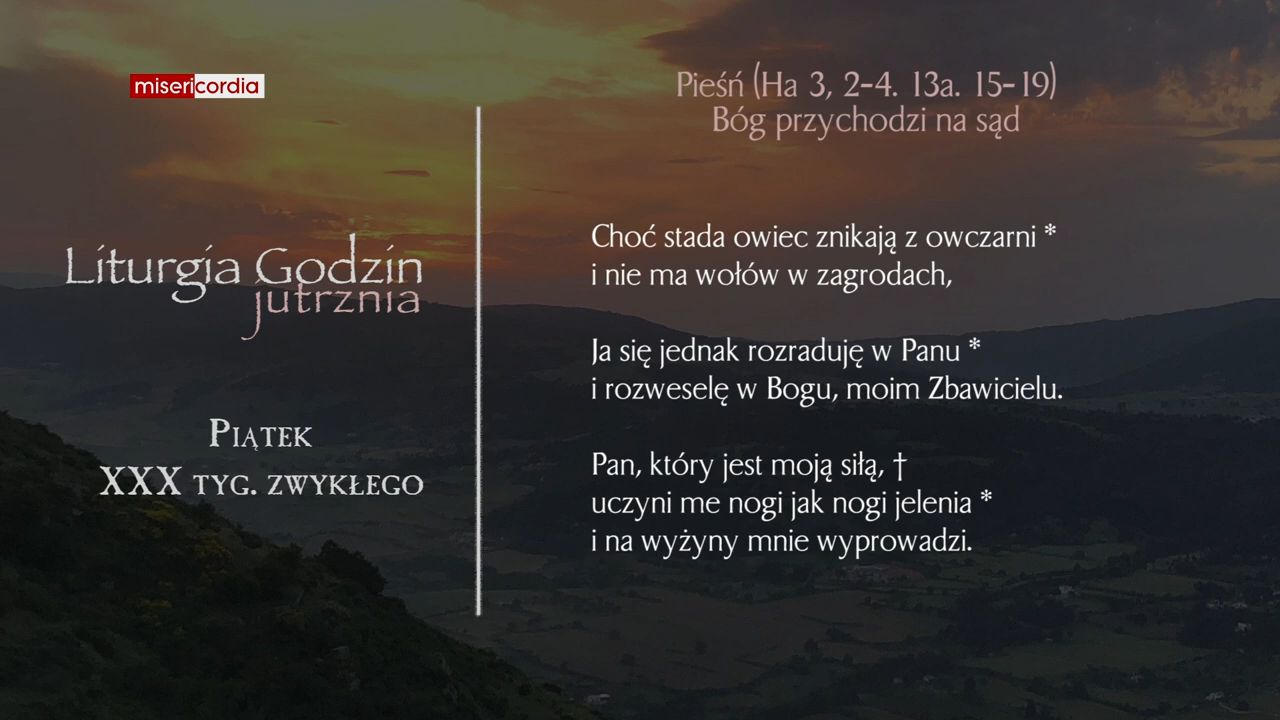 misericordia
Pieśń (Ha 3, 2-4. 13a. 15-19)
Bóg przychodzi na sąd
Liturgia Godzin
jutrznia
Piątek
XXX tyg. zwykłego
Choć stada owiec znikają z owczarni *
i nie ma wołów w zagrodach,
Ja się jednak rozraduję w Panu *
i rozweselę w Bogu, moim Zbawicielu.
Pan, który jest moją siłą, †
uczyni me nogi jak nogi jelenia *
i na wyżyny mnie wyprowadzi.